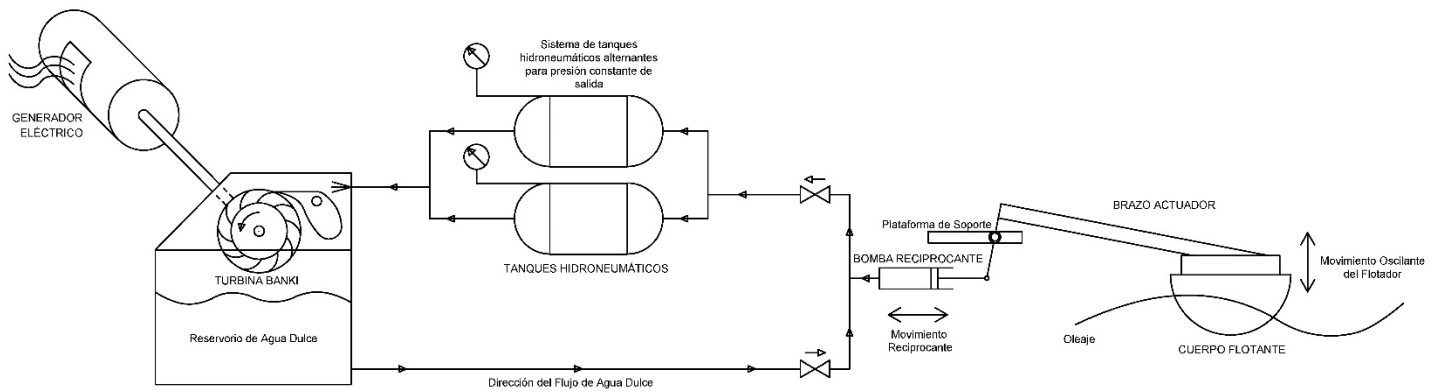 Sistema de tanques
hidroneumáticos alternantes
para presión constante de
salida
GENERADOR
ELÉCTRICO
BRAZO ACTUADOR
Plataforma de Soporte
BOMBA RECIPROCANTE
Movimiento Oscilante
del Flotador
TANQUES HIDRONEUMÁTICOS
TURBINA BANKI
Reservorio de Agua Dulce
Movimiento
Reciprocante
Oleaje
CUERPO FLOTANTE
Dirección del Flujo de Agua Dulce